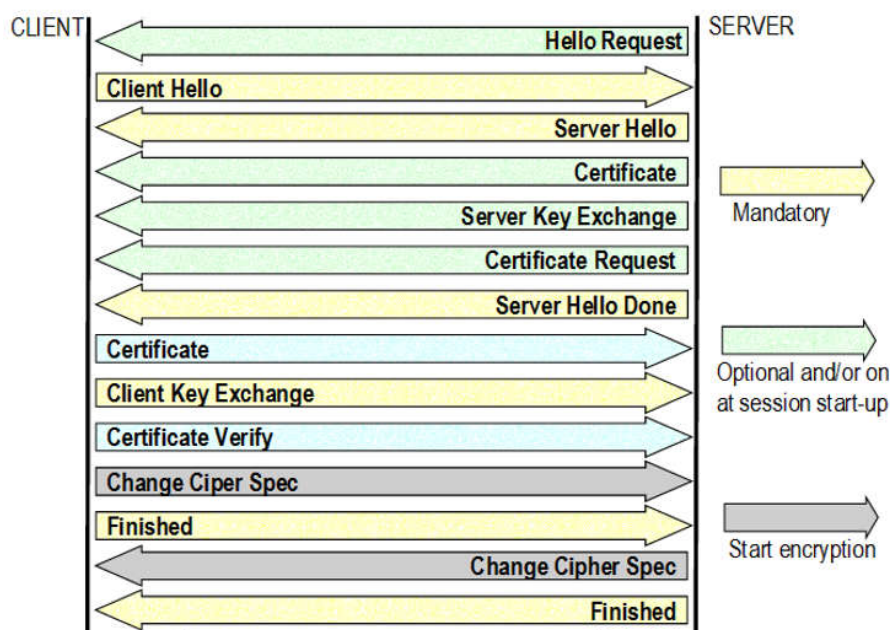 CLIENT
SERVER
Hello Request
Client Hello
Server Hello
Certificate
Server Key Exchange
Certificate Request
Server Hello Done
Certificate
Client Key Exchange
Certificate Verify
Change Ciper Spec
Finished
Change Cipher Spec
Finished
Mandatory
Optional and/or on
at session start-up
Start encryption